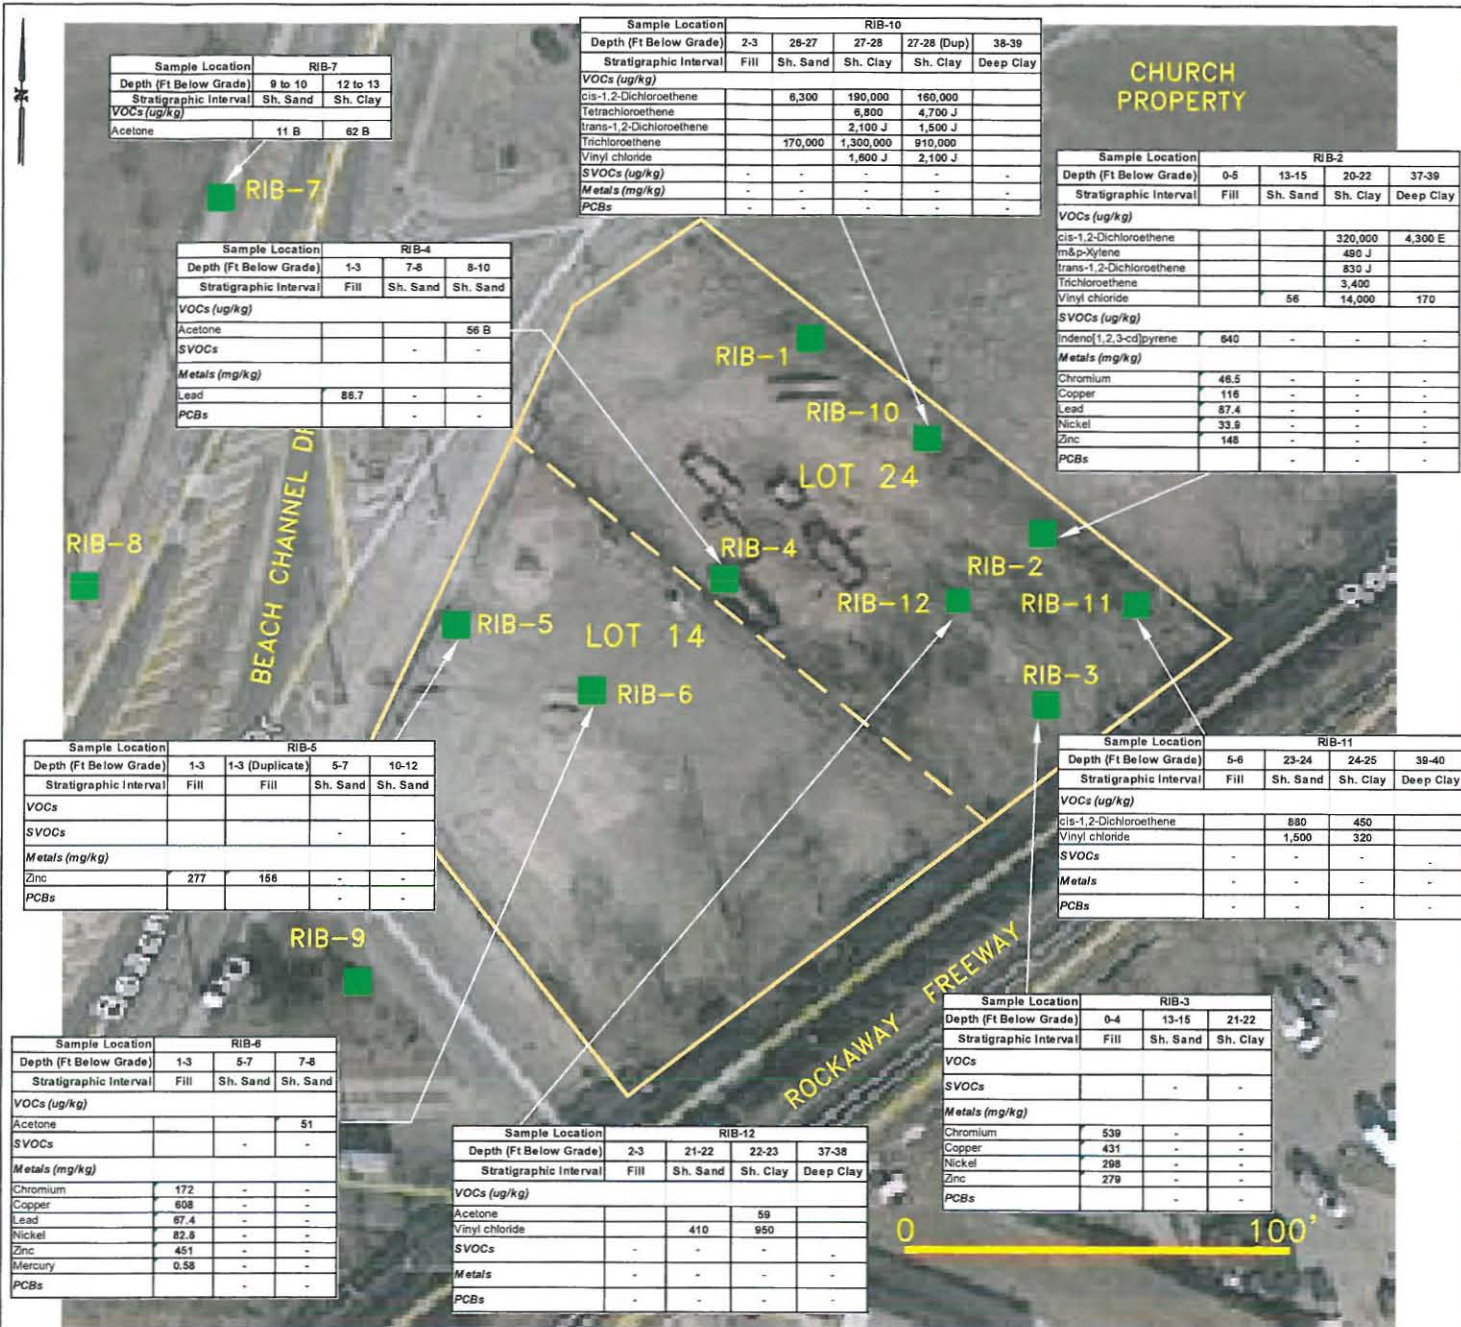 N
Sample Location RIB-10
Depth (Ft Below Grade) 2-3 26-27 27-28 27-28 (Dup) 38-39
Stratigraphic Interval Fill Sh. Sand Sh. Clay Sh. Clay Deep Clay
VOCs (ug/kg)
cis-1,2-Dichloroethene 6,300 190,000 160,000
Tetrachloroethene 6,800 4,700 J
trans-1,2-Dichloroethene 2,100 J 1,500 J
Trichloroethene 170,000 1,300,000 910,000
Vinyl chloride 1,600 J 2,100 J
SVOCs (ug/kg) - - - - -
Metals (mg/kg) - - - - -
PCBs - - - - -
CHURCH
PROPERTY
Sample Location RIB-7
Depth (Ft Below Grade) 9 to 10 12 to 13
Stratigraphic Interval Sh. Sand Sh. Clay
VOCs (ug/kg)
Acetone 11 B 62 B
RIB-7
Sample Location RIB-2
Depth (Ft Below Grade) 0-5 13-15 20-22 37-39
Stratigraphic Interval Fill Sh. Sand Sh. Clay Deep Clay
VOCs (ug/kg)
cis-1,2-Dichloroethene 320,000 4,300 E
m&p-Xylene 490 J
trans-1,2-Dichloroethene 830 J
Trichloroethene 3,400
Vinyl chloride 56 14,000 170
SVOCs (ug/kg)
Indeno[1,2,3-cd]pyrene 640 - - -
Metals (mg/kg)
Chromium 46.5 - - -
Copper 116 - - -
Lead 87.4 - - -
Nickel 33.9 - - -
Zinc 148 - - -
PCBs - - -
Sample Location RIB-4
Depth (Ft Below Grade) 1-3 7-8 8-10
Stratigraphic Interval Fill Sh. Sand Sh. Sand
VOCs (ug/kg)
Acetone 56 B
SVOCs - -
Metals (mg/kg)
Lead 86.7 - -
PCBs - -
RIB-1
RIB-10
LOT 24
BEACH CHANNEL
RIB-8
RIB-4
RIB-2
RIB-12
RIB-11
RIB-5
LOT 14
RIB-6
RIB-3
Sample Location RIB-5
Depth (Ft Below Grade) 1-3 1-3 (Duplicate) 5-7 10-12
Stratigraphic Interval Fill Fill Sh. Sand Sh. Sand
VOCs
SVOCs - -
Metals (mg/kg)
Zinc 277 156 - -
PCBs - -
Sample Location RIB-11
Depth (Ft Below Grade) 5-6 23-24 24-25 39-40
Stratigraphic Interval Fill Sh. Sand Sh. Clay Deep Clay
VOCs (ug/kg)
cis-1,2-Dichloroethene 880 450
Vinyl chloride 1,500 320
SVOCs - - - -
Metals - - - -
PCBs - - - -
RIB-9
ROCKAWAY FREEWAY
Sample Location RIB-3
Depth (Ft Below Grade) 0-4 13-15 21-22
Stratigraphic Interval Fill Sh. Sand Sh. Clay
VOCs
SVOCs - -
Metals (mg/kg)
Chromium 539 - -
Copper 431 - -
Nickel 298 - -
Zinc 279 - -
PCBs - -
Sample Location RIB-6
Depth (Ft Below Grade) 1-3 5-7 7-8
Stratigraphic Interval Fill Sh. Sand Sh. Sand
VOCs (ug/kg)
Acetone 51
SVOCs - -
Metals (mg/kg)
Chromium 172 - -
Copper 608 - -
Lead 67.4 - -
Nickel 82.8 - -
Zinc 451 - -
Mercury 0.58 - -
PCBs - -
Sample Location RIB-12
Depth (Ft Below Grade) 2-3 21-22 22-23 37-38
Stratigraphic Interval Fill Sh. Sand Sh. Clay Deep Clay
VOCs (ug/kg)
Acetone 59
Vinyl chloride 410 950
SVOCs - - - -
Metals - - - -
PCBs - - - -
0 100'